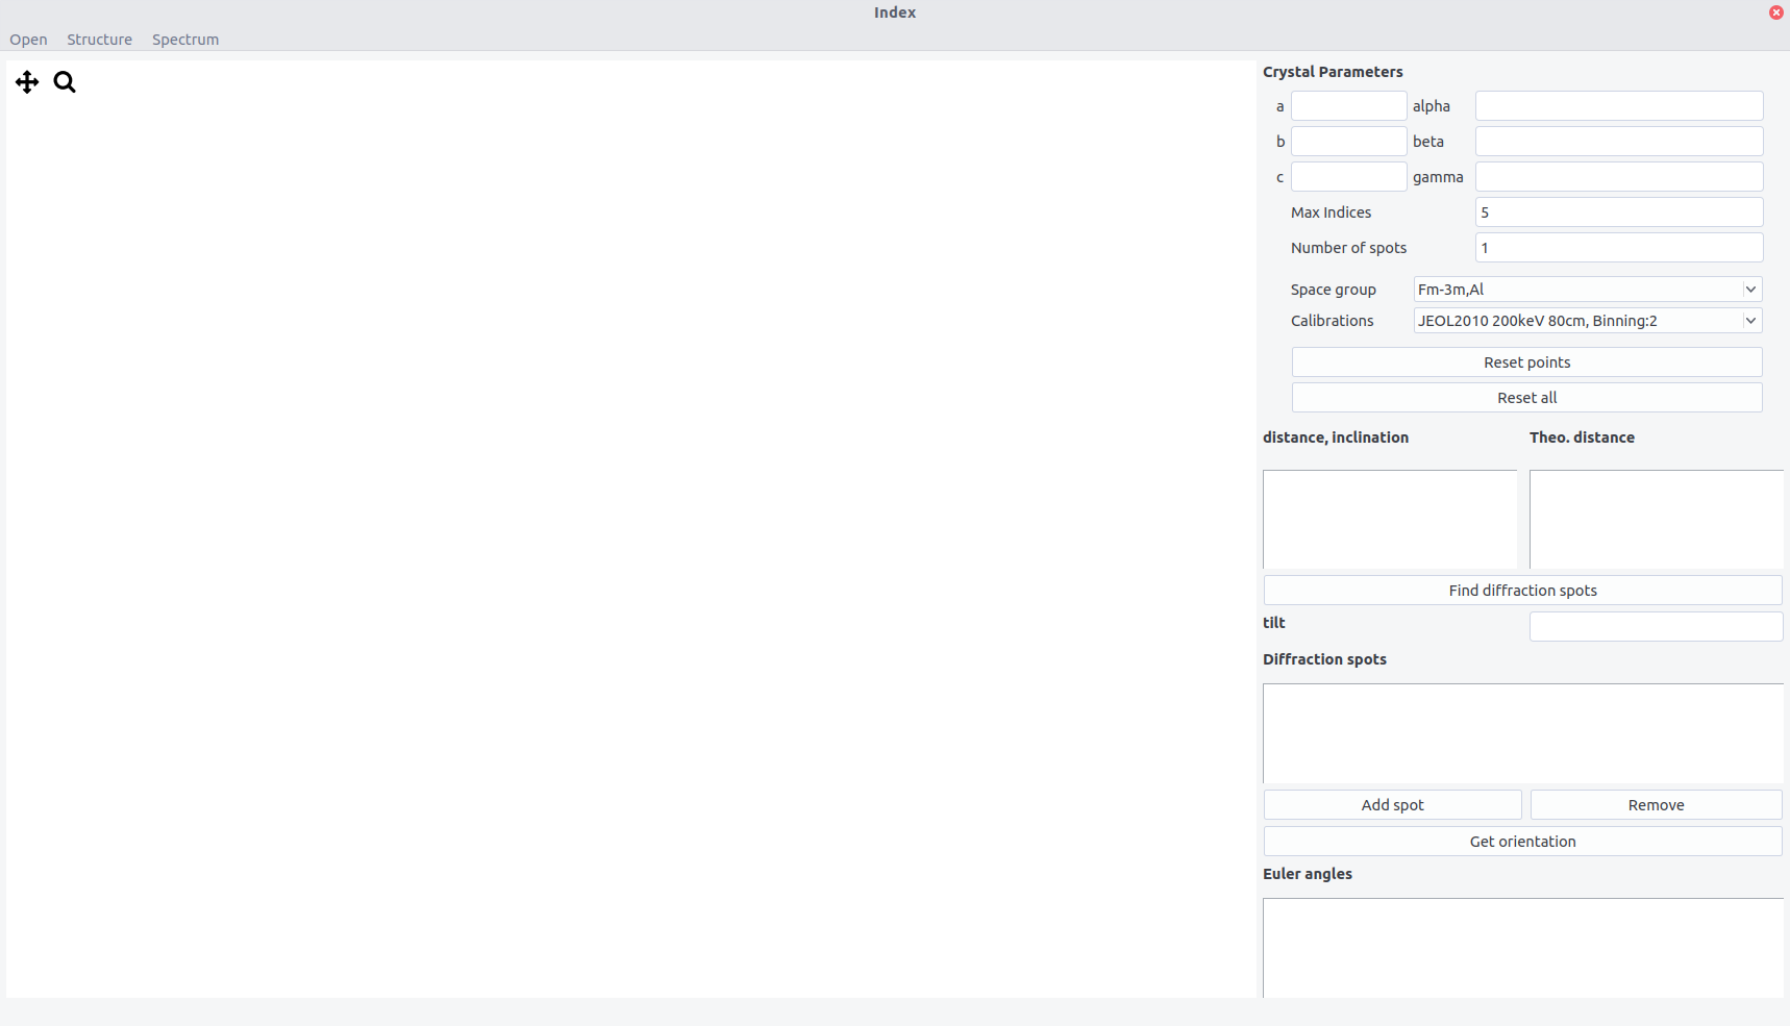 Index
Open Structure Spectrum
Crystal Parameters
a alpha
b beta
c gamma
Max Indices 5
Number of spots 1
Space group Fm-3m,Al
Calibrations JEOL2010 200keV 80cm, Binning:2
Reset points
Reset all
distance, inclination Theo. distance
Find diffraction spots
tilt
Diffraction spots
Add spot Remove
Get orientation
Euler angles